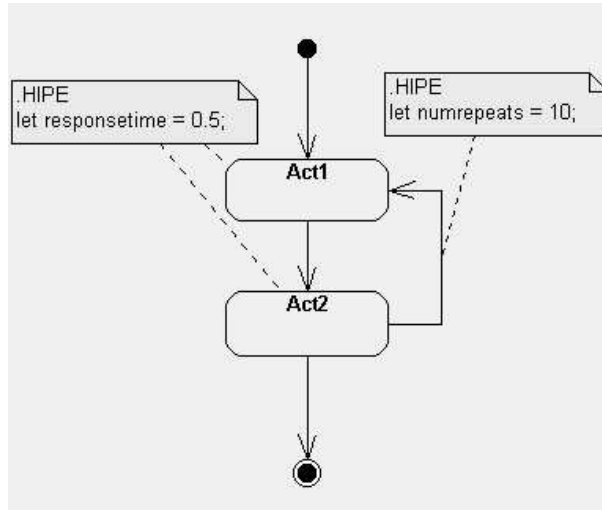 .HIPE
let responsetime = 0.5;
.HIPE
let numrepeats = 10;
Act1
Act2